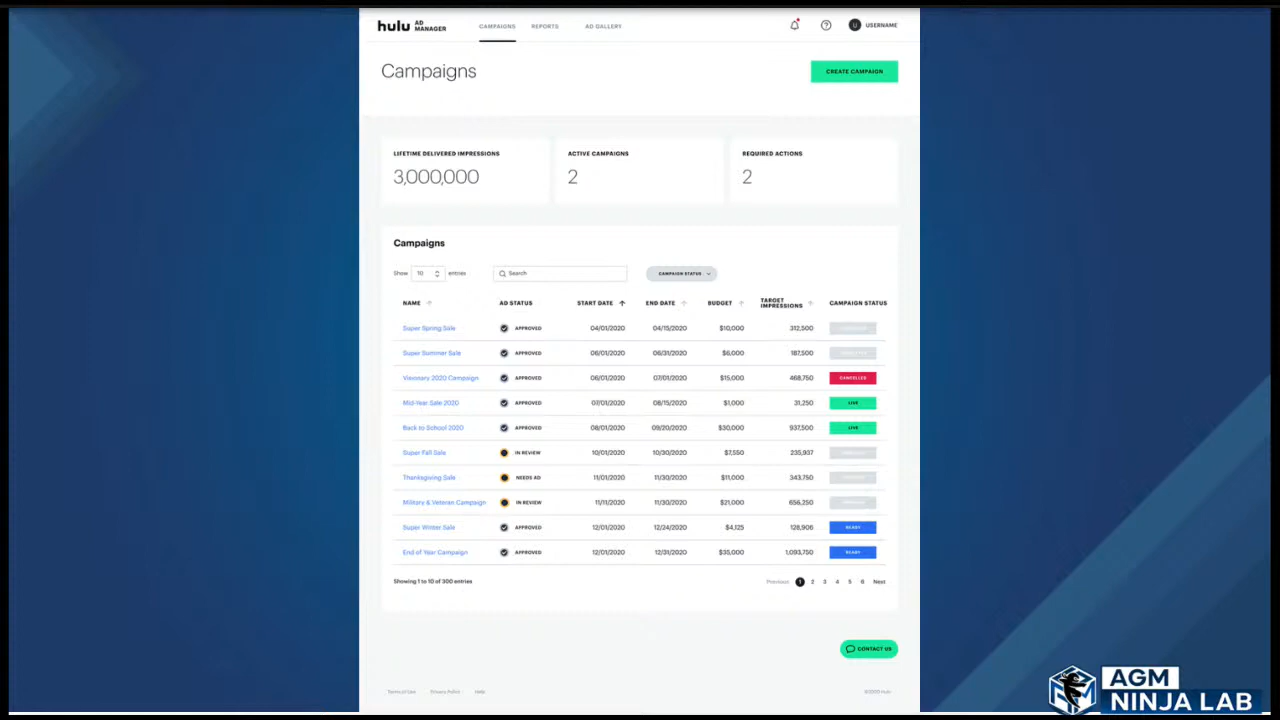 hulu AD MANAGER CAMPAIGNS REPORTS AD GALLERY U USERNAME
Campaigns CREATE CAMPAIGN
LIFETIME DELIVERED IMPRESSIONS ACTIVE CAMPAIGNS REQUIRED ACTIONS
3,000,000 2 2
Campaigns
Show 10 entries Search CAMPAIGN STATUS
NAME AD STATUS START DATE END DATE BUDGET TARGET IMPRESSIONS CAMPAIGN STATUS
Super Spring Sale APPROVED 04/01/2020 04/15/2020 $10,000 312,500
Super Summer Sale APPROVED 06/01/2020 06/31/2020 $6,000 187,500
Visionary 2020 Campaign APPROVED 06/01/2020 07/01/2020 $15,000 468,750 CANCELLED
Mid-Year Sale 2020 APPROVED 07/01/2020 08/15/2020 $1,000 31,250 LIVE
Back to School 2020 APPROVED 08/01/2020 09/20/2020 $30,000 937,500 LIVE
Super Fall Sale IN REVIEW 10/01/2020 10/30/2020 $7,550 235,937
Thanksgiving Sale NEEDS AD 11/01/2020 11/30/2020 $11,000 343,750
Military & Veteran Campaign IN REVIEW 11/11/2020 11/30/2020 $21,000 656,250
Super Winter Sale APPROVED 12/01/2020 12/24/2020 $4,125 128,906 READY
End of Year Campaign APPROVED 12/01/2020 12/31/2020 $35,000 1,093,750 READY
Showing 1 to 10 of 300 entries Previous 1 2 3 4 5 6 Next
CONTACT US
Terms of Use Privacy Policy Help ©2020 Hulu
AGM
NINJA LAB